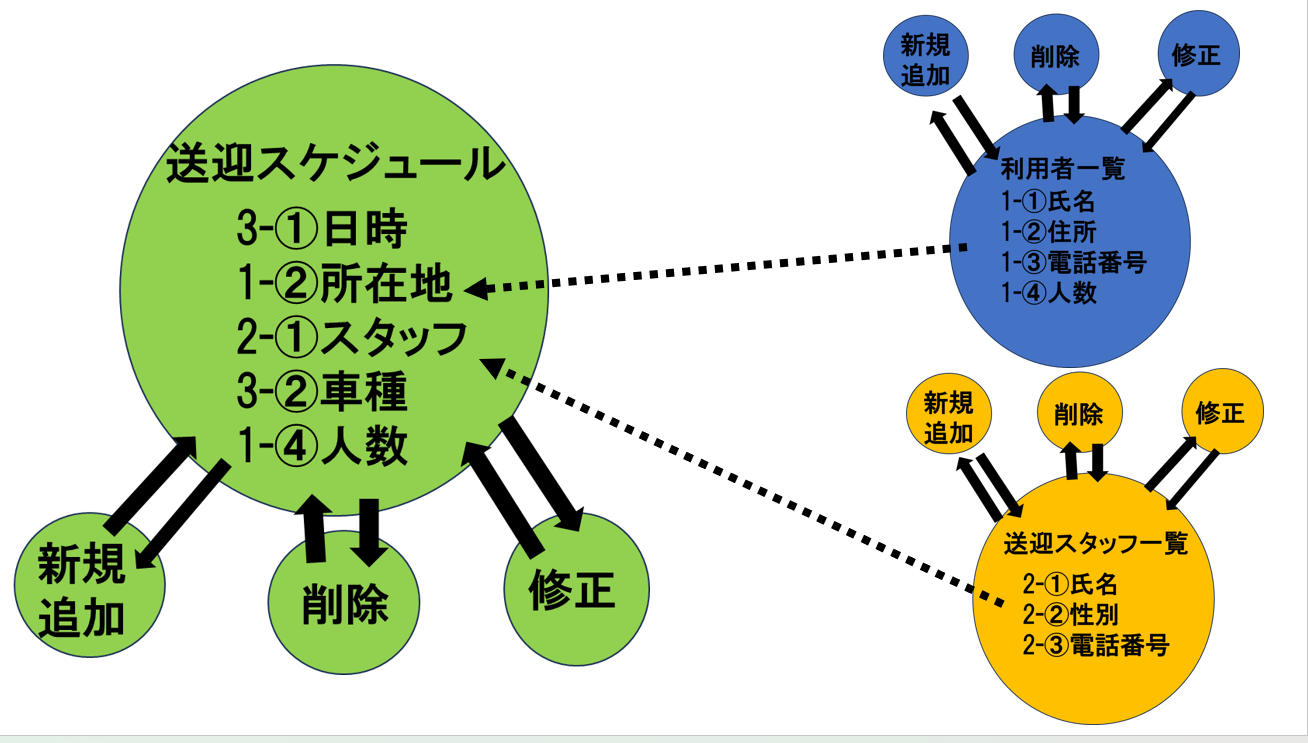 送迎スケジュール
3-①日時
1-②所在地
2-①スタッフ
3-②車種
1-④人数
新規
追加
削除
修正
新規
追加
削除
修正
利用者一覧
1-①氏名
1-②住所
1-③電話番号
1-④人数
新規
追加
削除
修正
送迎スタッフ一覧
2-①氏名
2-②性別
2-③電話番号